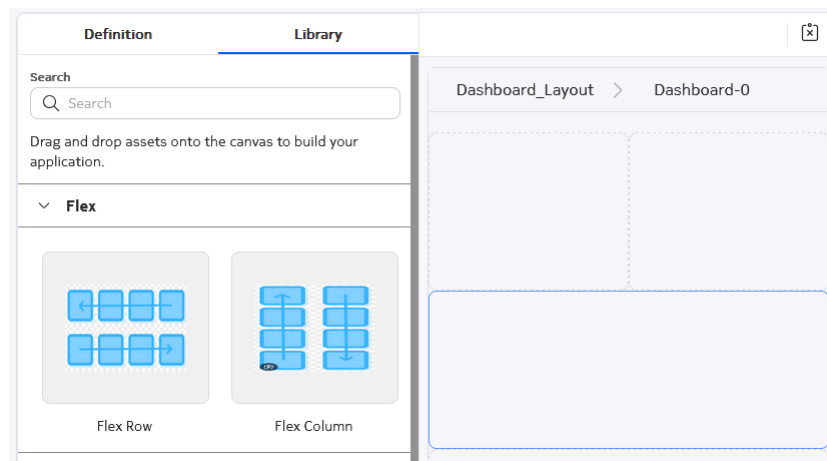 Definition
Library
Search
Search
Drag and drop assets onto the canvas to build your
application.
Flex
Flex Row
Flex Column
Dashboard_Layout
Dashboard-0